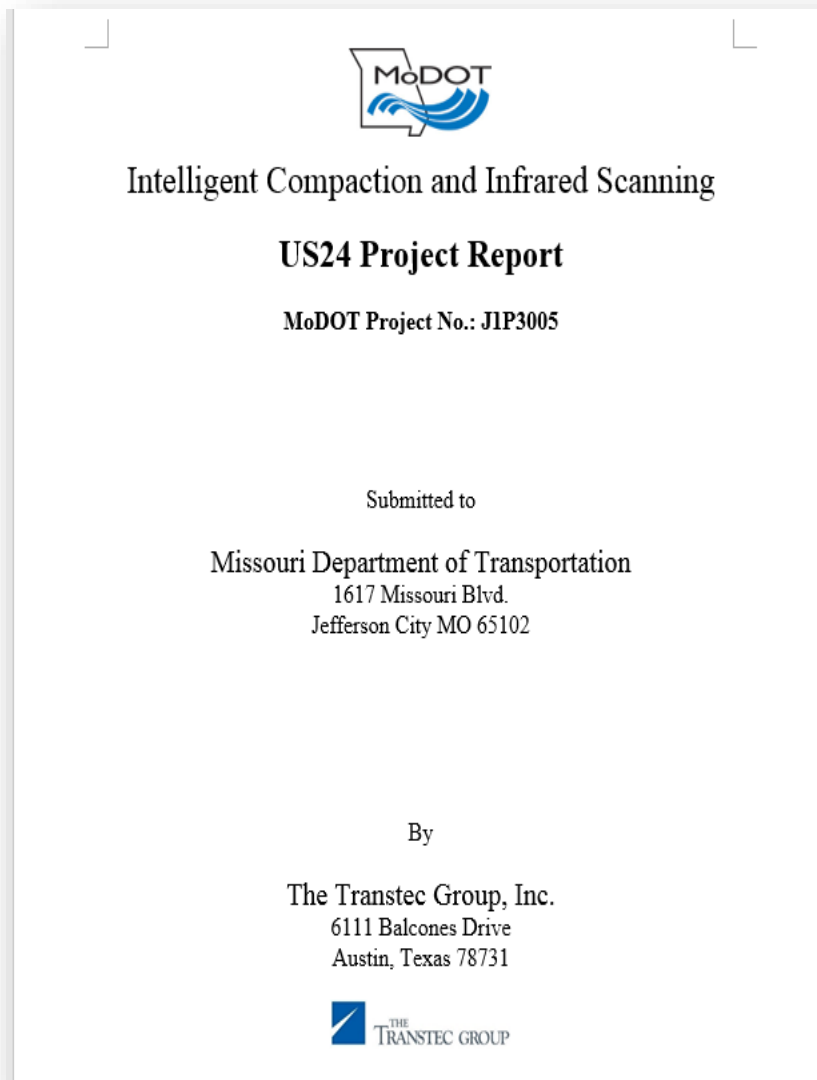 MoDOT
Intelligent Compaction and Infrared Scanning
US24 Project Report
MoDOT Project No.: J1P3005
Submitted to
Missouri Department of Transportation
1617 Missouri Blvd.
Jefferson City MO 65102
By
The Transtec Group, Inc.
6111 Balcones Drive
Austin, Texas 78731
THE
TRANSTEC GROUP